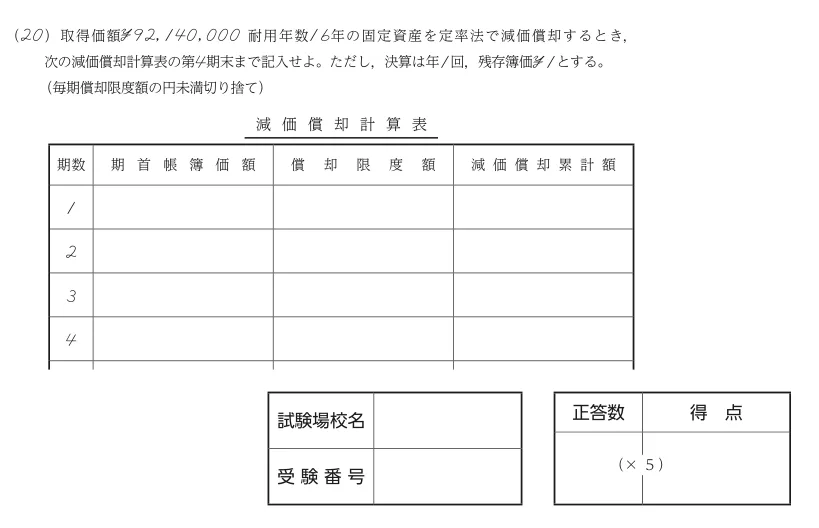 (20) 取得価額¥92,140,000 耐用年数16年の固定資産を定率法で減価償却するとき,
次の減価償却計算表の第4期末まで記入せよ。ただし,決算は年1回,残存簿価¥1とする。
(毎期償却限度額の円未満切り捨て)
減価償却計算表
期数 期首帳簿価額 償却限度額 減価償却累計額
1
2
3
4
試験場校名
受験番号
正答数 得点
(×5)